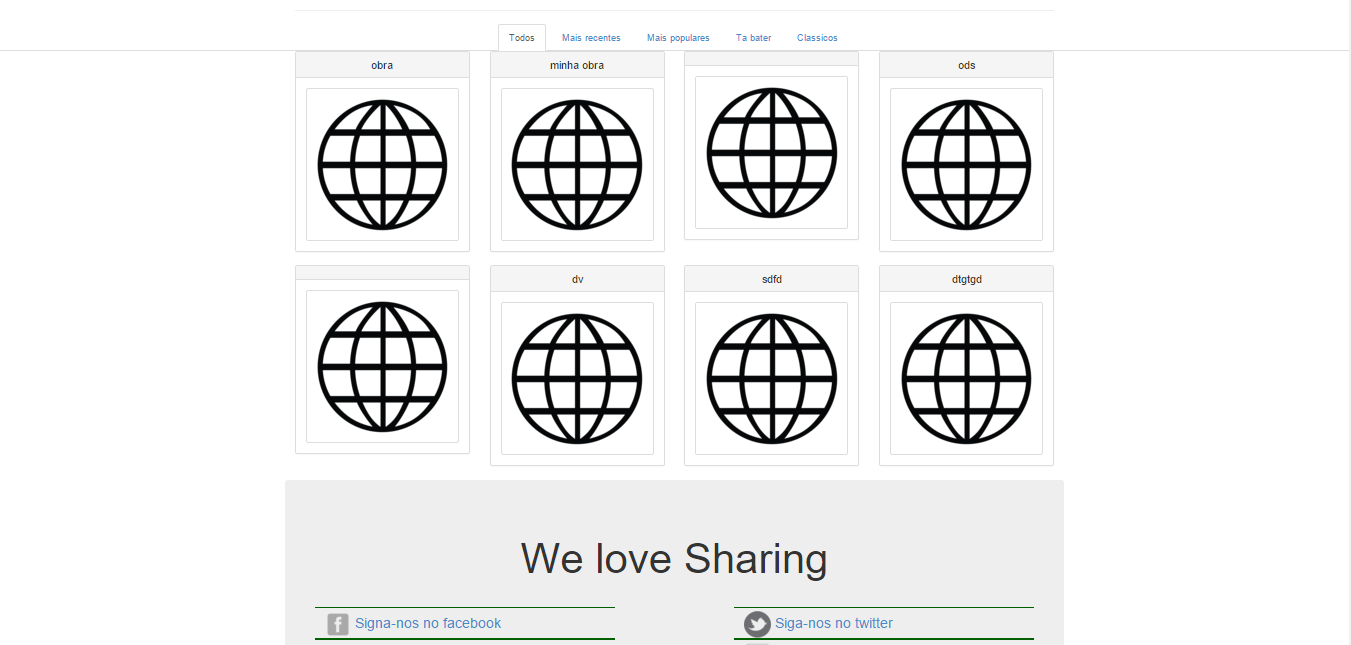 Todos Mais recentes Mais populares Ta bater Classicos
obra minha obra ods
dv sdfd dtgtgd
We love Sharing
Signa-nos no facebook Siga-nos no twitter